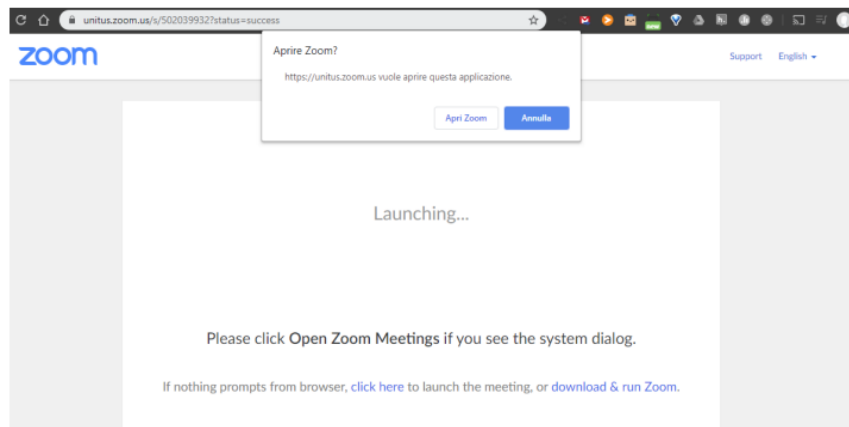 unitus.zoom.us/s/502039932?status=success
zoom
Support English
Aprire Zoom?
https://unitus.zoom.us vuole aprire questa applicazione.
Apri Zoom Annulla
Launching...
Please click Open Zoom Meetings if you see the system dialog.
If nothing prompts from browser, click here to launch the meeting, or download & run Zoom.